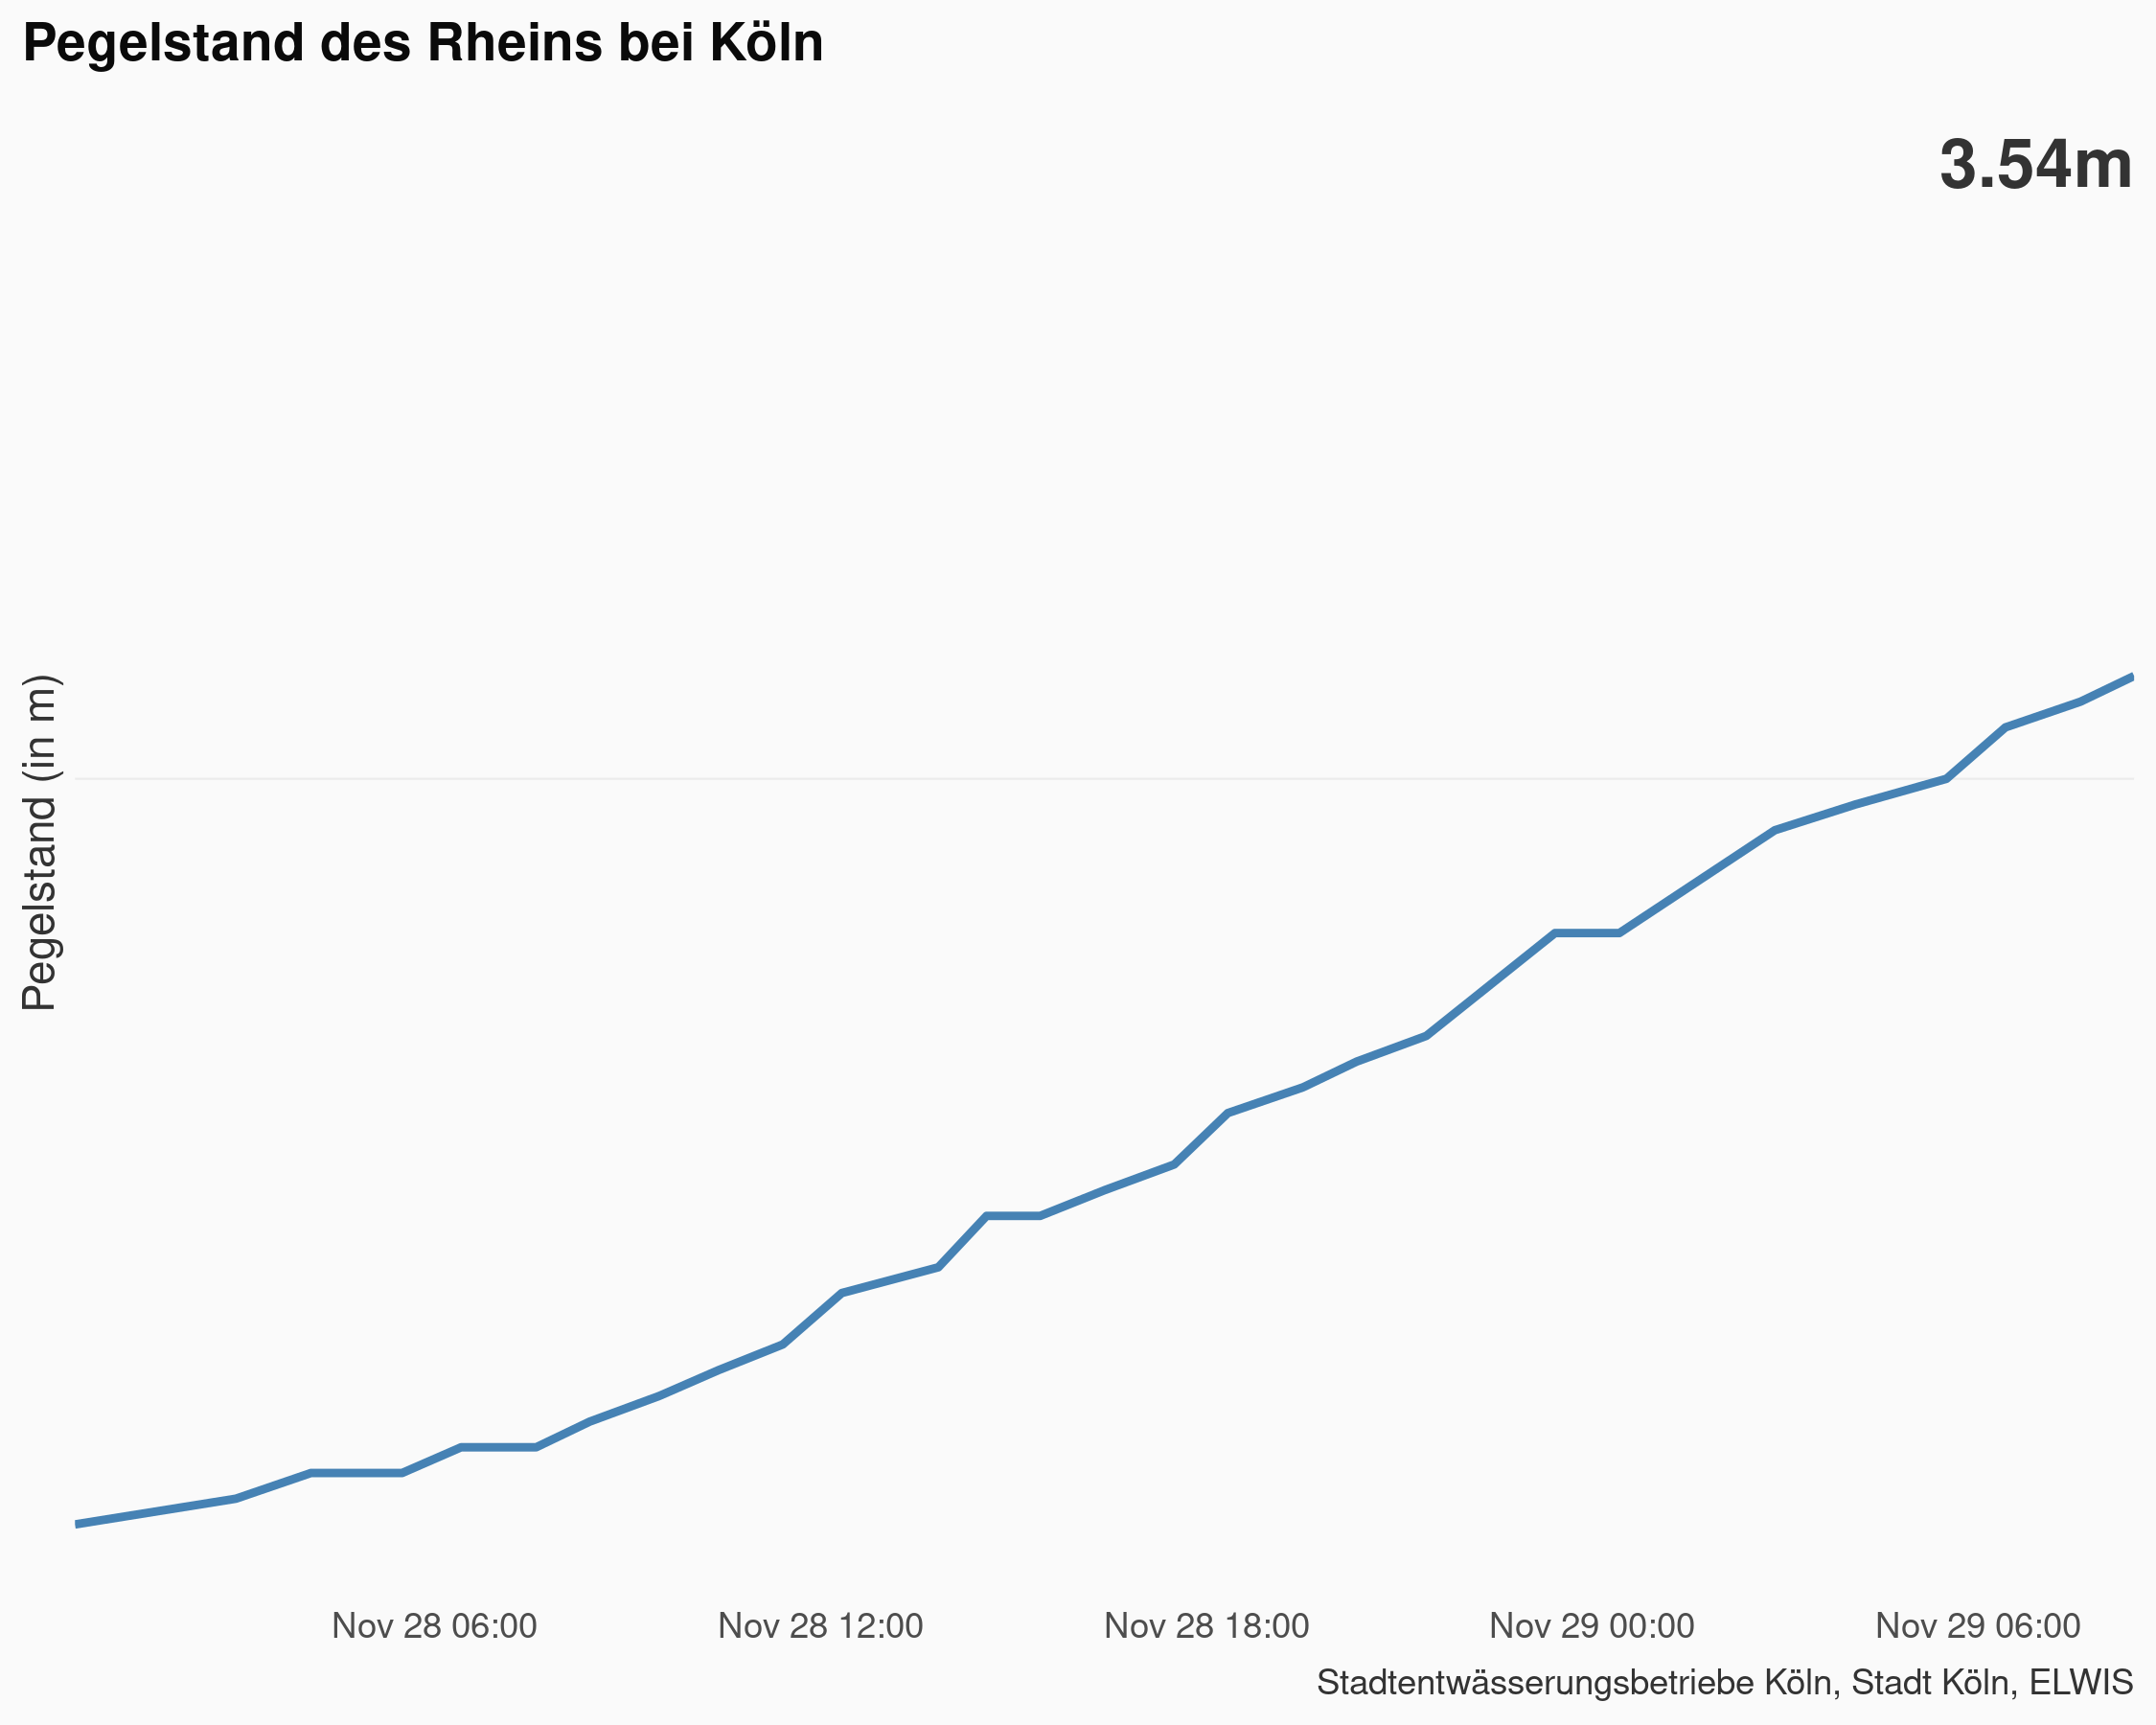 Pegelstand des Rheins bei Köln
3.54m
Pegelstand (in m)
Nov 28 06:00 Nov 28 12:00 Nov 28 18:00 Nov 29 00:00 Nov 29 06:00
Stadtentwässerungsbetriebe Köln, Stadt Köln, ELWIS